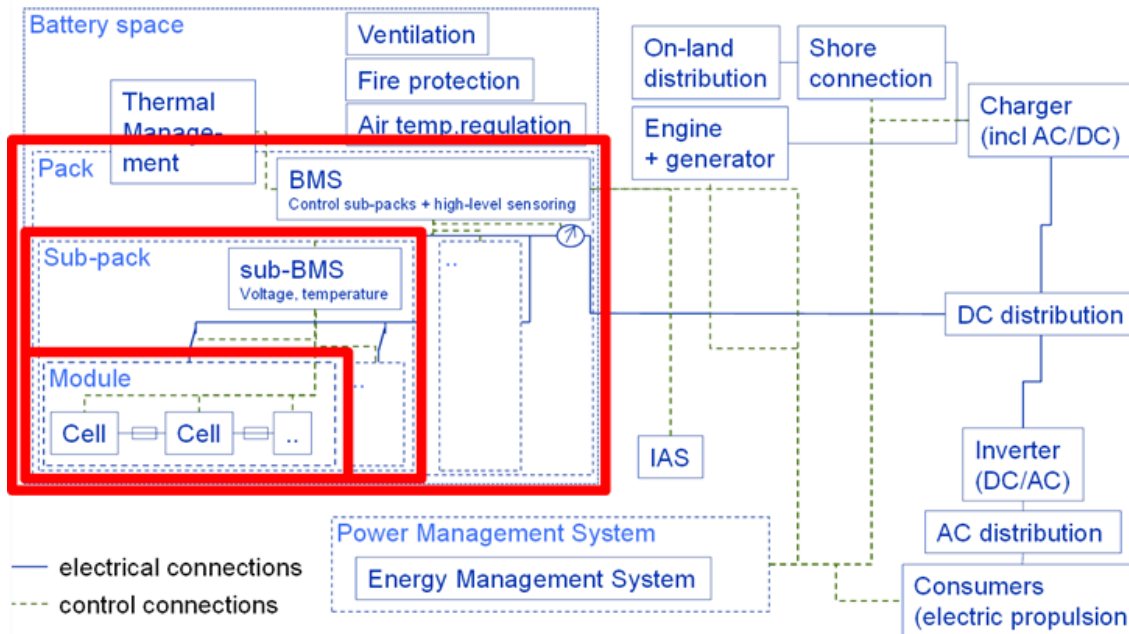 Battery space
Ventilation
Fire protection
Air temp.regulation
Thermal
Manage-
ment
Pack
BMS
Control sub-packs + high-level sensoring
Sub-pack
sub-BMS
Voltage, temperature
..
Module
..
Cell
Cell
..
On-land
distribution
Shore
connection
Engine
+ generator
Charger
(incl AC/DC)
DC distribution
IAS
Inverter
(DC/AC)
AC distribution
Consumers
(electric propulsion
Power Management System
Energy Management System
electrical connections
control connections